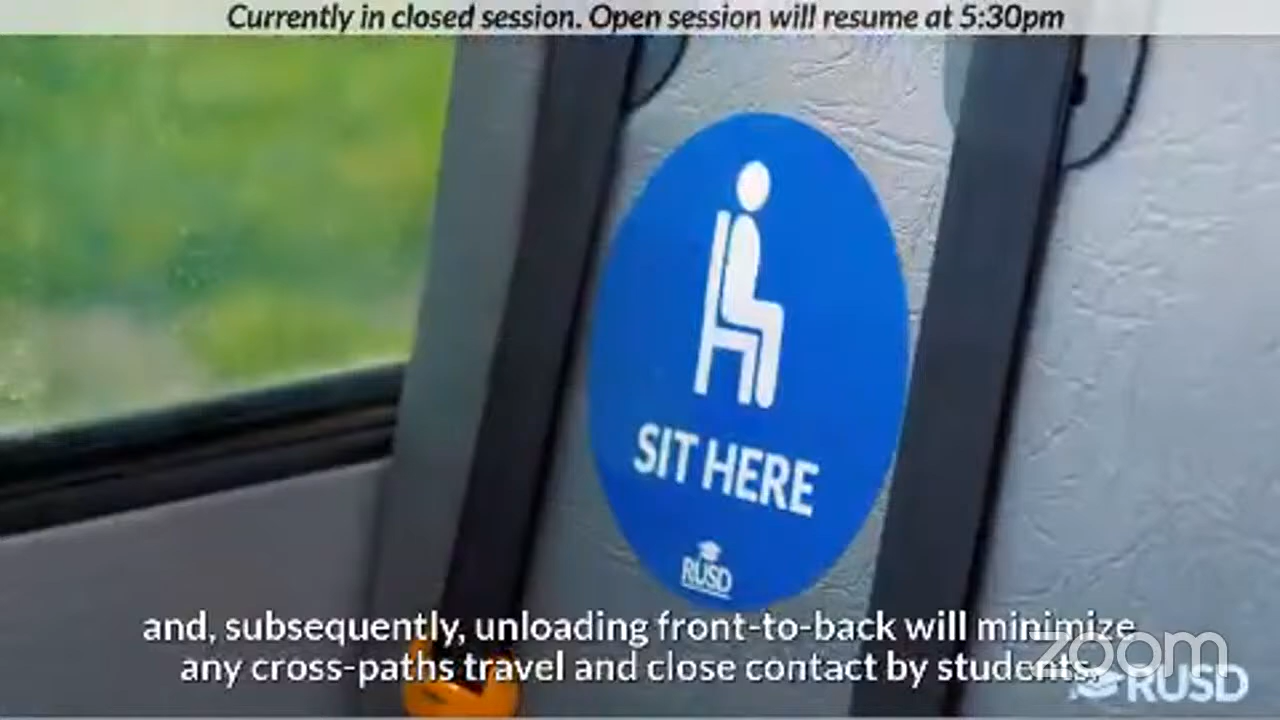 Currently in closed session. Open session will resume at 5:30pm
SIT HERE
RUSD
and, subsequently, unloading front-to-back will minimize
any cross-paths travel and close contact by students.
zoom
RUSD